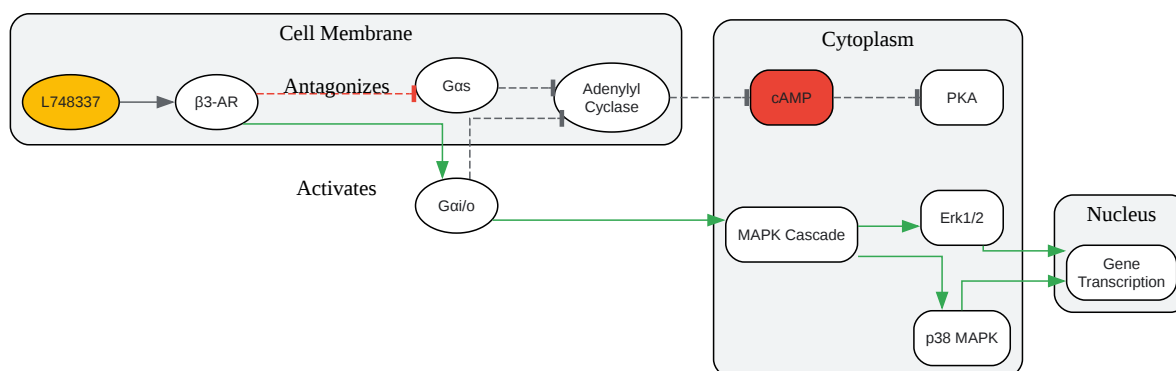 Cell Membrane
Cytoplasm
L748337
β3-AR
Antagonizes
Gαs
Adenylyl
Cyclase
cAMP
PKA
Activates
Gαi/o
MAPK Cascade
Erk1/2
Nucleus
Gene
Transcription
p38 MAPK